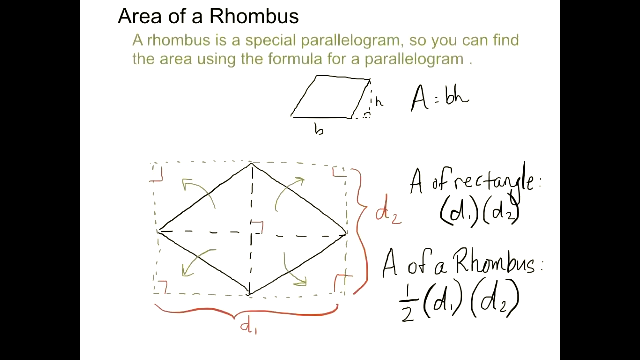 Area of a Rhombus
A rhombus is a special parallelogram, so you can find
the area using the formula for a parallelogram .
h
A = bh
b
A of rectangle:
(d₁)(d₂)
d₂
A of a Rhombus:
½(d₁)(d₂)
d₁